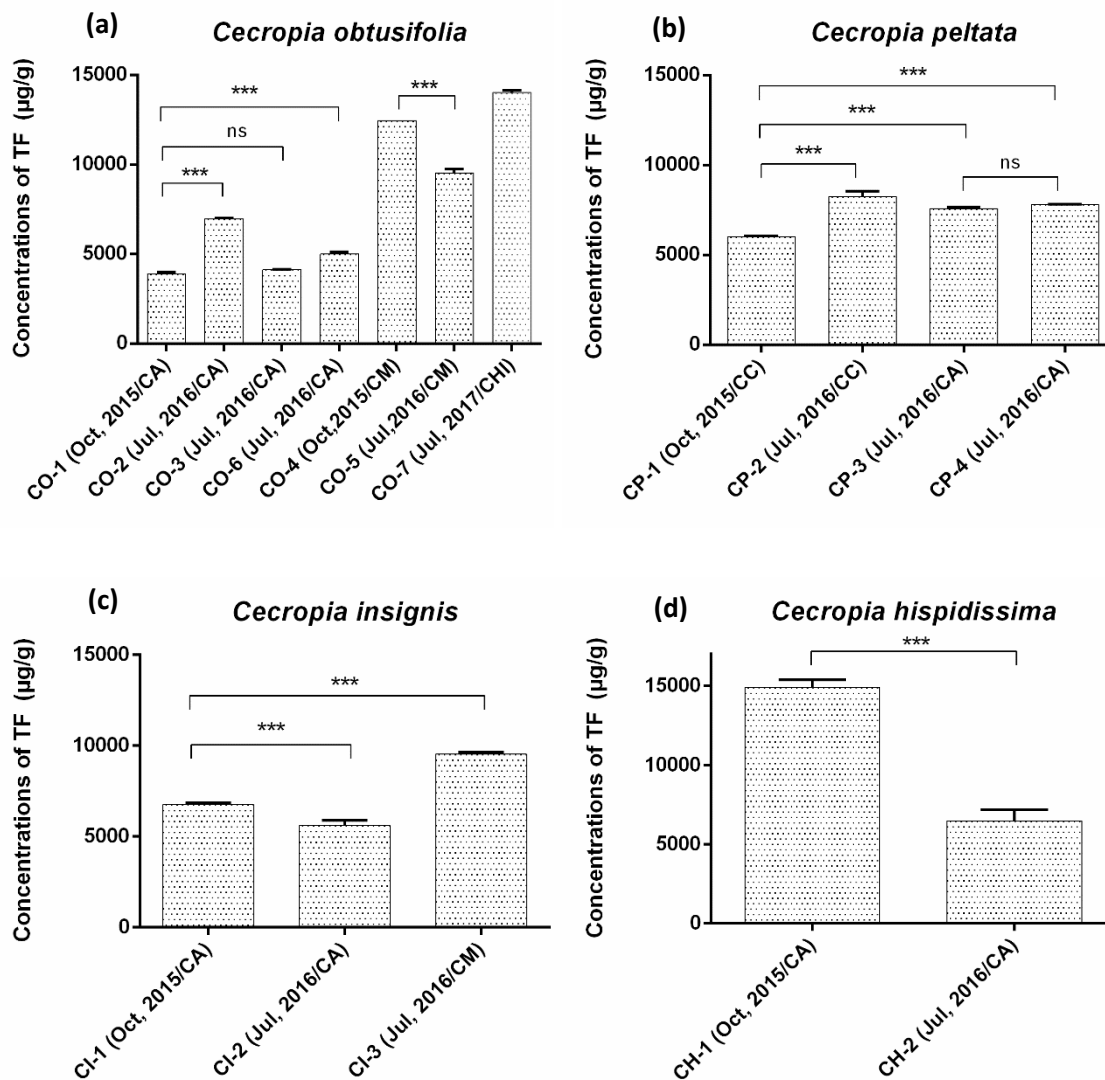 (a)
Cecropia obtusifolia
Concentrations of TF (µg/g)
15000
10000
5000
0
***
ns
***
***
CO-1 (Oct, 2015/CA)
CO-2 (Jul, 2016/CA)
CO-3 (Jul, 2016/CA)
CO-6 (Jul, 2016/CA)
CO-4 (Oct,2015/CM)
CO-5 (Jul,2016/CM)
CO-7 (Jul, 2017/CHI)
(b)
Cecropia peltata
Concentrations of TF (µg/g)
15000
10000
5000
0
***
***
***
ns
CP-1 (Oct, 2015/CC)
CP-2 (Jul, 2016/CC)
CP-3 (Jul, 2016/CA)
CP-4 (Jul, 2016/CA)
(c)
Cecropia insignis
Concentrations of TF (µg/g)
15000
10000
5000
0
***
***
CI-1 (Oct, 2015/CA)
CI-2 (Jul, 2016/CA)
CI-3 (Jul, 2016/CM)
(d)
Cecropia hispidissima
Concentrations of TF (µg/g)
15000
10000
5000
0
***
CH-1 (Oct, 2015/CA)
CH-2 (Jul, 2016/CA)